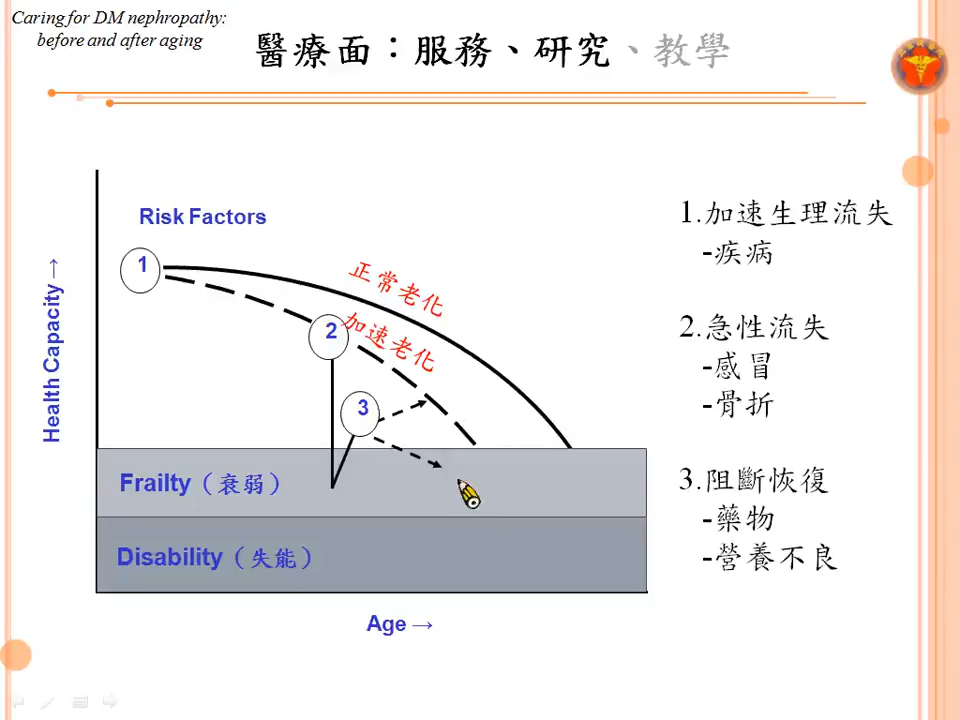 Caring for DM nephropathy:
before and after aging
醫療面：服務、研究、教學
Risk Factors
1
2
3
正常老化
加速老化
Health Capacity →
Frailty（衰弱）
Disability（失能）
Age →
1.加速生理流失
-疾病
2.急性流失
-感冒
-骨折
3.阻斷恢復
-藥物
-營養不良